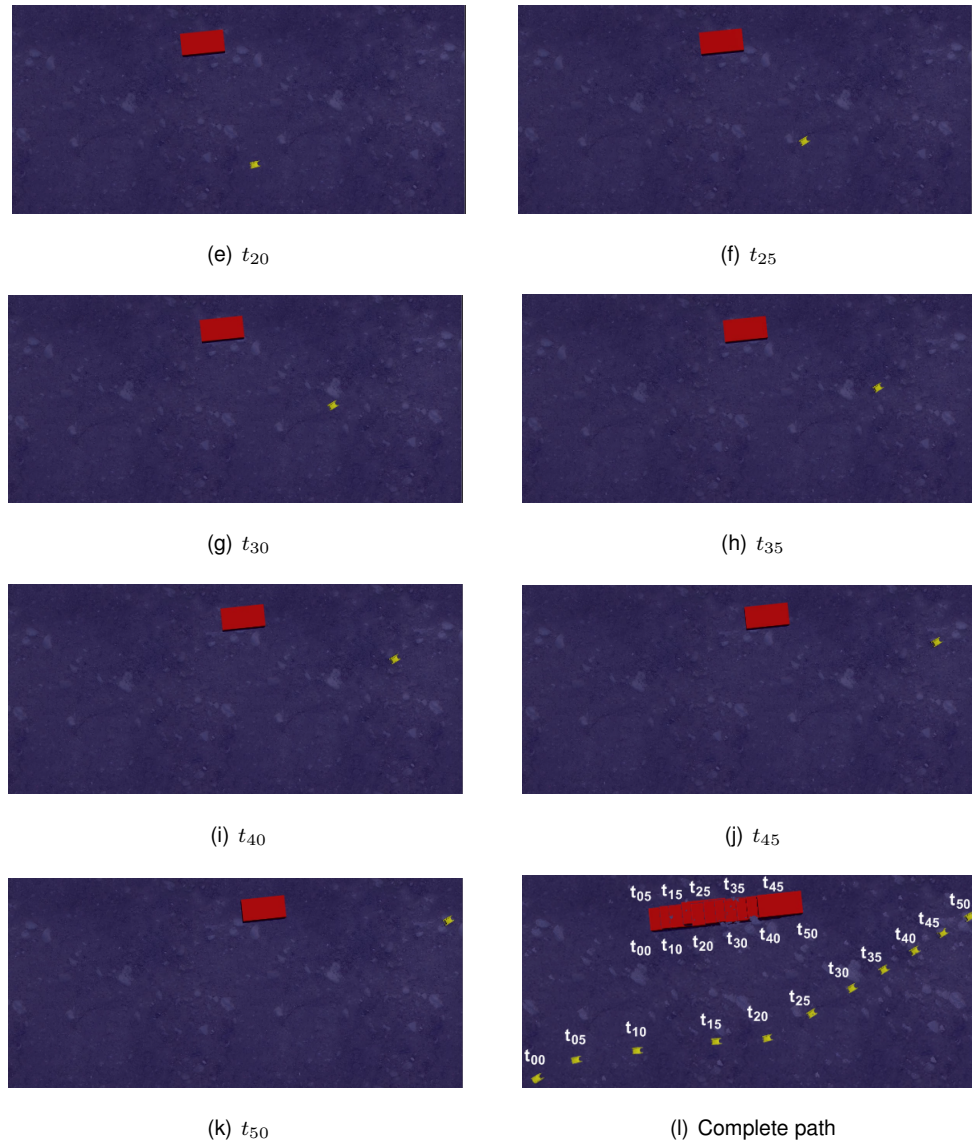 (e) t20
(f) t25
(g) t30
(h) t35
(i) t40
(j) t45
t05 t15 t25 t35 t45
t00 t10 t20 t30 t40 t50
t50
t45
t40
t35
t30
t25
t20
t15
t10
t05
t00
(k) t50
(l) Complete path